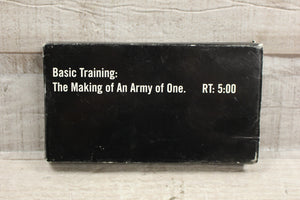 Basic Training:
The Making of An Army of One. RT: 5:00